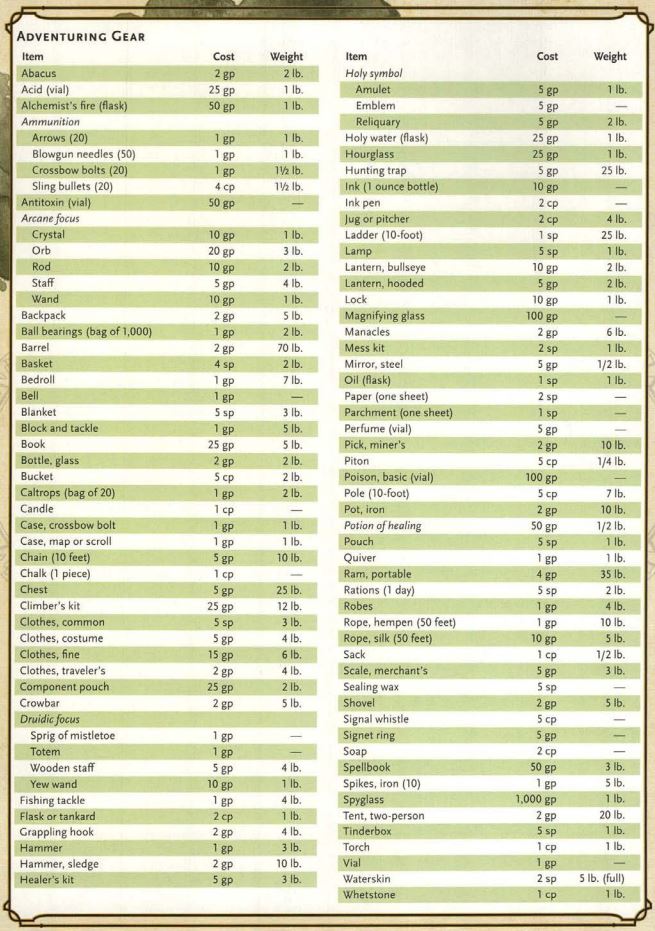 Adventuring Gear
Item Cost Weight
Abacus 2 gp 2 lb.
Acid (vial) 25 gp 1 lb.
Alchemist's fire (flask) 50 gp 1 lb.
Ammunition
Arrows (20) 1 gp 1 lb.
Blowgun needles (50) 1 gp 1 lb.
Crossbow bolts (20) 1 gp 1½ lb.
Sling bullets (20) 4 cp 1½ lb.
Antitoxin (vial) 50 gp —
Arcane focus
Crystal 10 gp 1 lb.
Orb 20 gp 3 lb.
Rod 10 gp 2 lb.
Staff 5 gp 4 lb.
Wand 10 gp 1 lb.
Backpack 2 gp 5 lb.
Ball bearings (bag of 1,000) 1 gp 2 lb.
Barrel 2 gp 70 lb.
Basket 4 sp 2 lb.
Bedroll 1 gp 7 lb.
Bell 1 gp —
Blanket 5 sp 3 lb.
Block and tackle 1 gp 5 lb.
Book 25 gp 5 lb.
Bottle, glass 2 gp 2 lb.
Bucket 5 cp 2 lb.
Caltrops (bag of 20) 1 gp 2 lb.
Candle 1 cp —
Case, crossbow bolt 1 gp 1 lb.
Case, map or scroll 1 gp 1 lb.
Chain (10 feet) 5 gp 10 lb.
Chalk (1 piece) 1 cp —
Chest 5 gp 25 lb.
Climber's kit 25 gp 12 lb.
Clothes, common 5 sp 3 lb.
Clothes, costume 5 gp 4 lb.
Clothes, fine 15 gp 6 lb.
Clothes, traveler's 2 gp 4 lb.
Component pouch 25 gp 2 lb.
Crowbar 2 gp 5 lb.
Druidic focus
Sprig of mistletoe 1 gp —
Totem 1 gp —
Wooden staff 5 gp 4 lb.
Yew wand 10 gp 1 lb.
Fishing tackle 1 gp 4 lb.
Flask or tankard 2 cp 1 lb.
Grappling hook 2 gp 4 lb.
Hammer 1 gp 3 lb.
Hammer, sledge 2 gp 10 lb.
Healer's kit 5 gp 3 lb.
Item Cost Weight
Holy symbol
Amulet 5 gp 1 lb.
Emblem 5 gp —
Reliquary 5 gp 2 lb.
Holy water (flask) 25 gp 1 lb.
Hourglass 25 gp 1 lb.
Hunting trap 5 gp 25 lb.
Ink (1 ounce bottle) 10 gp —
Ink pen 2 cp —
Jug or pitcher 2 cp 4 lb.
Ladder (10-foot) 1 sp 25 lb.
Lamp 5 sp 1 lb.
Lantern, bullseye 10 gp 2 lb.
Lantern, hooded 5 gp 2 lb.
Lock 10 gp 1 lb.
Magnifying glass 100 gp —
Manacles 2 gp 6 lb.
Mess kit 2 sp 1 lb.
Mirror, steel 5 gp 1/2 lb.
Oil (flask) 1 sp 1 lb.
Paper (one sheet) 2 sp —
Parchment (one sheet) 1 sp —
Perfume (vial) 5 gp —
Pick, miner's 2 gp 10 lb.
Piton 5 cp 1/4 lb.
Poison, basic (vial) 100 gp —
Pole (10-foot) 5 cp 7 lb.
Pot, iron 2 gp 10 lb.
Potion of healing 50 gp 1/2 lb.
Pouch 5 sp 1 lb.
Quiver 1 gp 1 lb.
Ram, portable 4 gp 35 lb.
Rations (1 day) 5 sp 2 lb.
Robes 1 gp 4 lb.
Rope, hempen (50 feet) 1 gp 10 lb.
Rope, silk (50 feet) 10 gp 5 lb.
Sack 1 cp 1/2 lb.
Scale, merchant's 5 gp 3 lb.
Sealing wax 5 sp —
Shovel 2 gp 5 lb.
Signal whistle 5 cp —
Signet ring 5 gp —
Soap 2 cp —
Spellbook 50 gp 3 lb.
Spikes, iron (10) 1 gp 5 lb.
Spyglass 1,000 gp 1 lb.
Tent, two-person 2 gp 20 lb.
Tinderbox 5 sp 1 lb.
Torch 1 cp 1 lb.
Vial 1 gp —
Waterskin 2 sp 5 lb. (full)
Whetstone 1 cp 1 lb.